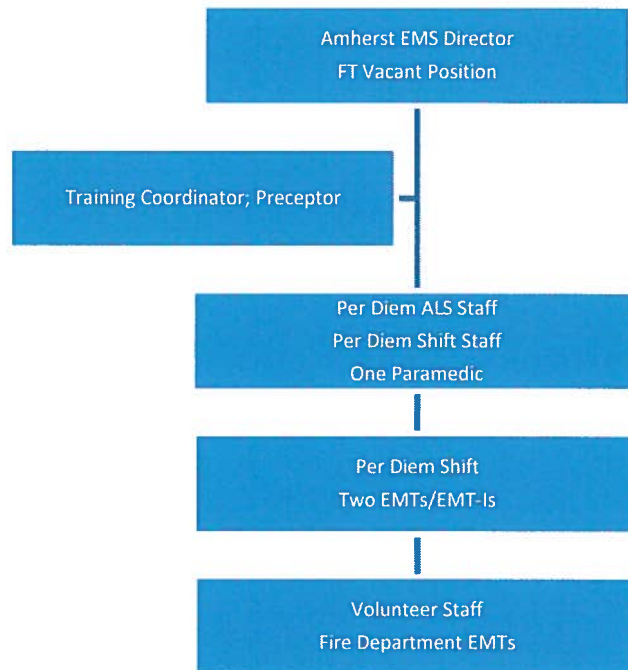 Amherst EMS Director
FT Vacant Position
Training Coordinator; Preceptor
Per Diem ALS Staff
Per Diem Shift Staff
One Paramedic
Per Diem Shift
Two EMTs/EMT-Is
Volunteer Staff
Fire Department EMTs